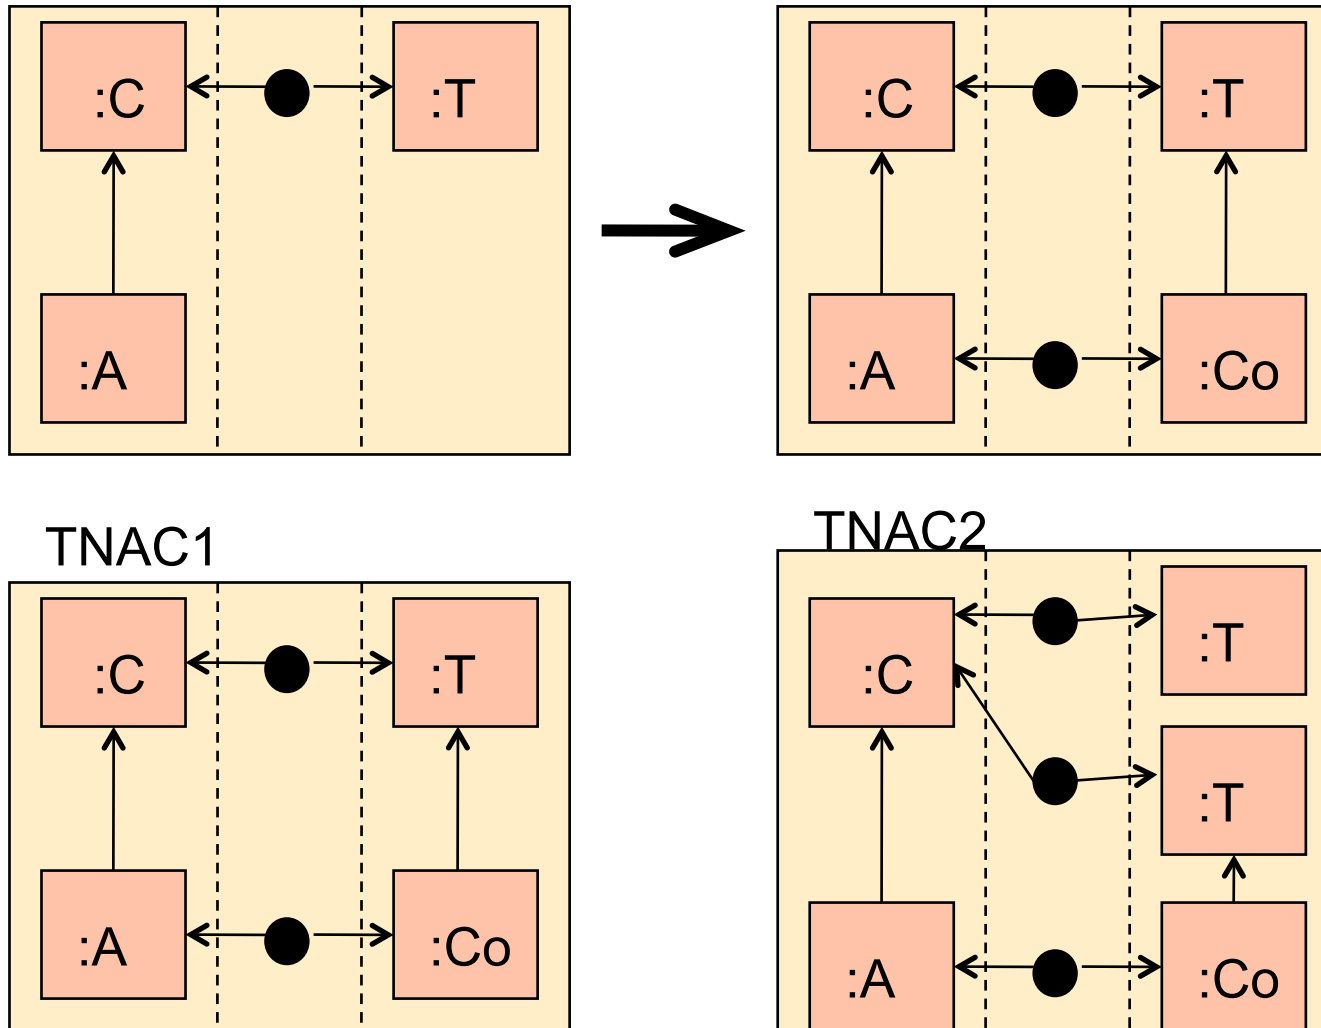 :C :T :C :T
:A :A :Co
TNAC1 TNAC2
:T
:C :T :C
:T
:A :Co :A :Co